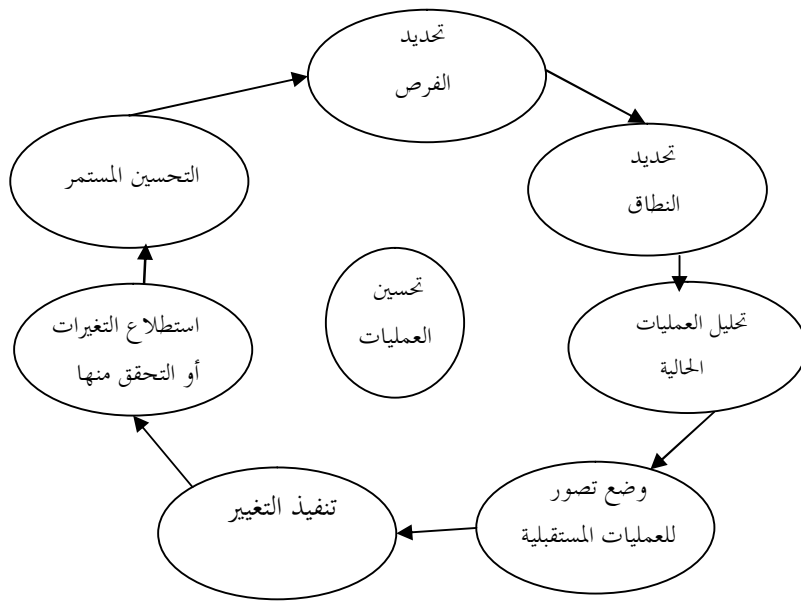 تحديد
الفرص
تحديد
النطاق
تحليل العمليات
الحالية
وضع تصور
للعمليات المستقبلية
تنفيذ التغيير
استطلاع التغيرات
أو التحقق منها
التحسين المستمر
تحسين
العمليات